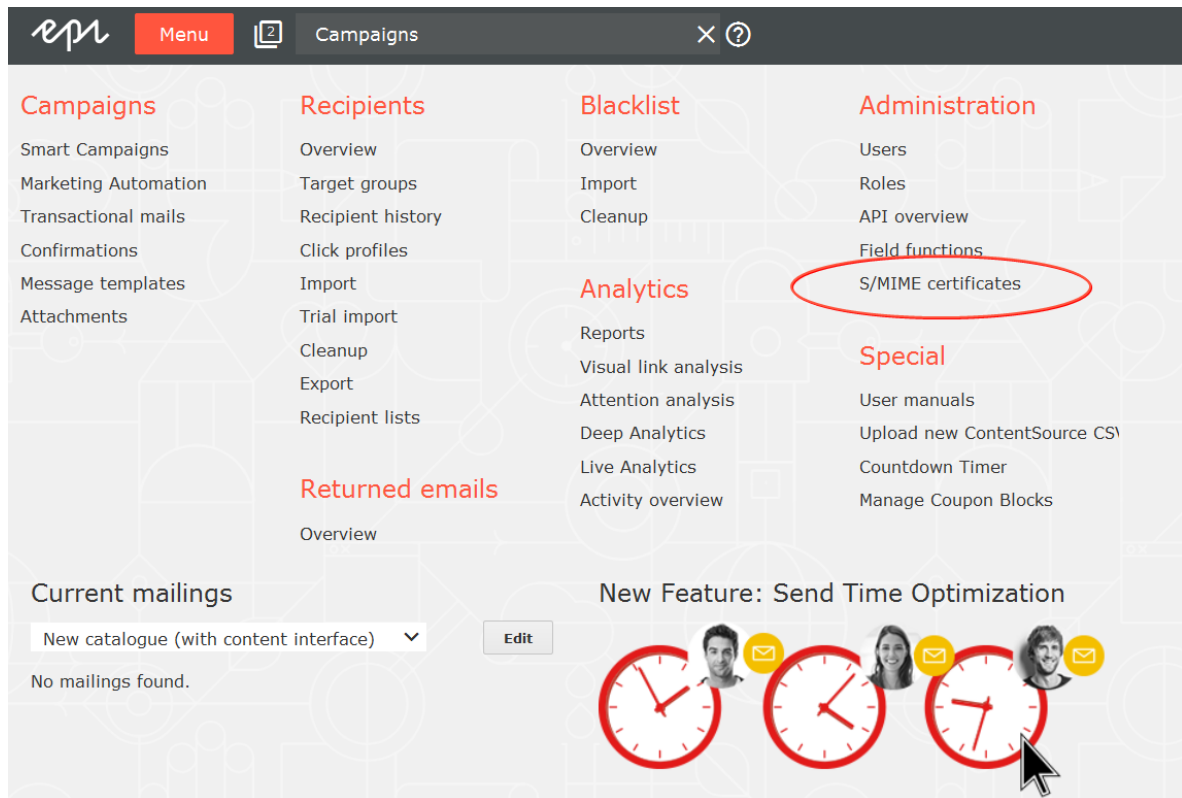 epi
Menu
2
Campaigns
?
Campaigns
Smart Campaigns
Marketing Automation
Transactional mails
Confirmations
Message templates
Attachments
Recipients
Overview
Target groups
Recipient history
Click profiles
Import
Trial import
Cleanup
Export
Recipient lists
Returned emails
Overview
Blacklist
Overview
Import
Cleanup
Analytics
Reports
Visual link analysis
Attention analysis
Deep Analytics
Live Analytics
Activity overview
Administration
Users
Roles
API overview
Field functions
S/MIME certificates
Special
User manuals
Upload new ContentSource CSV
Countdown Timer
Manage Coupon Blocks
Current mailings
New catalogue (with content interface)
Edit
No mailings found.
New Feature: Send Time Optimization